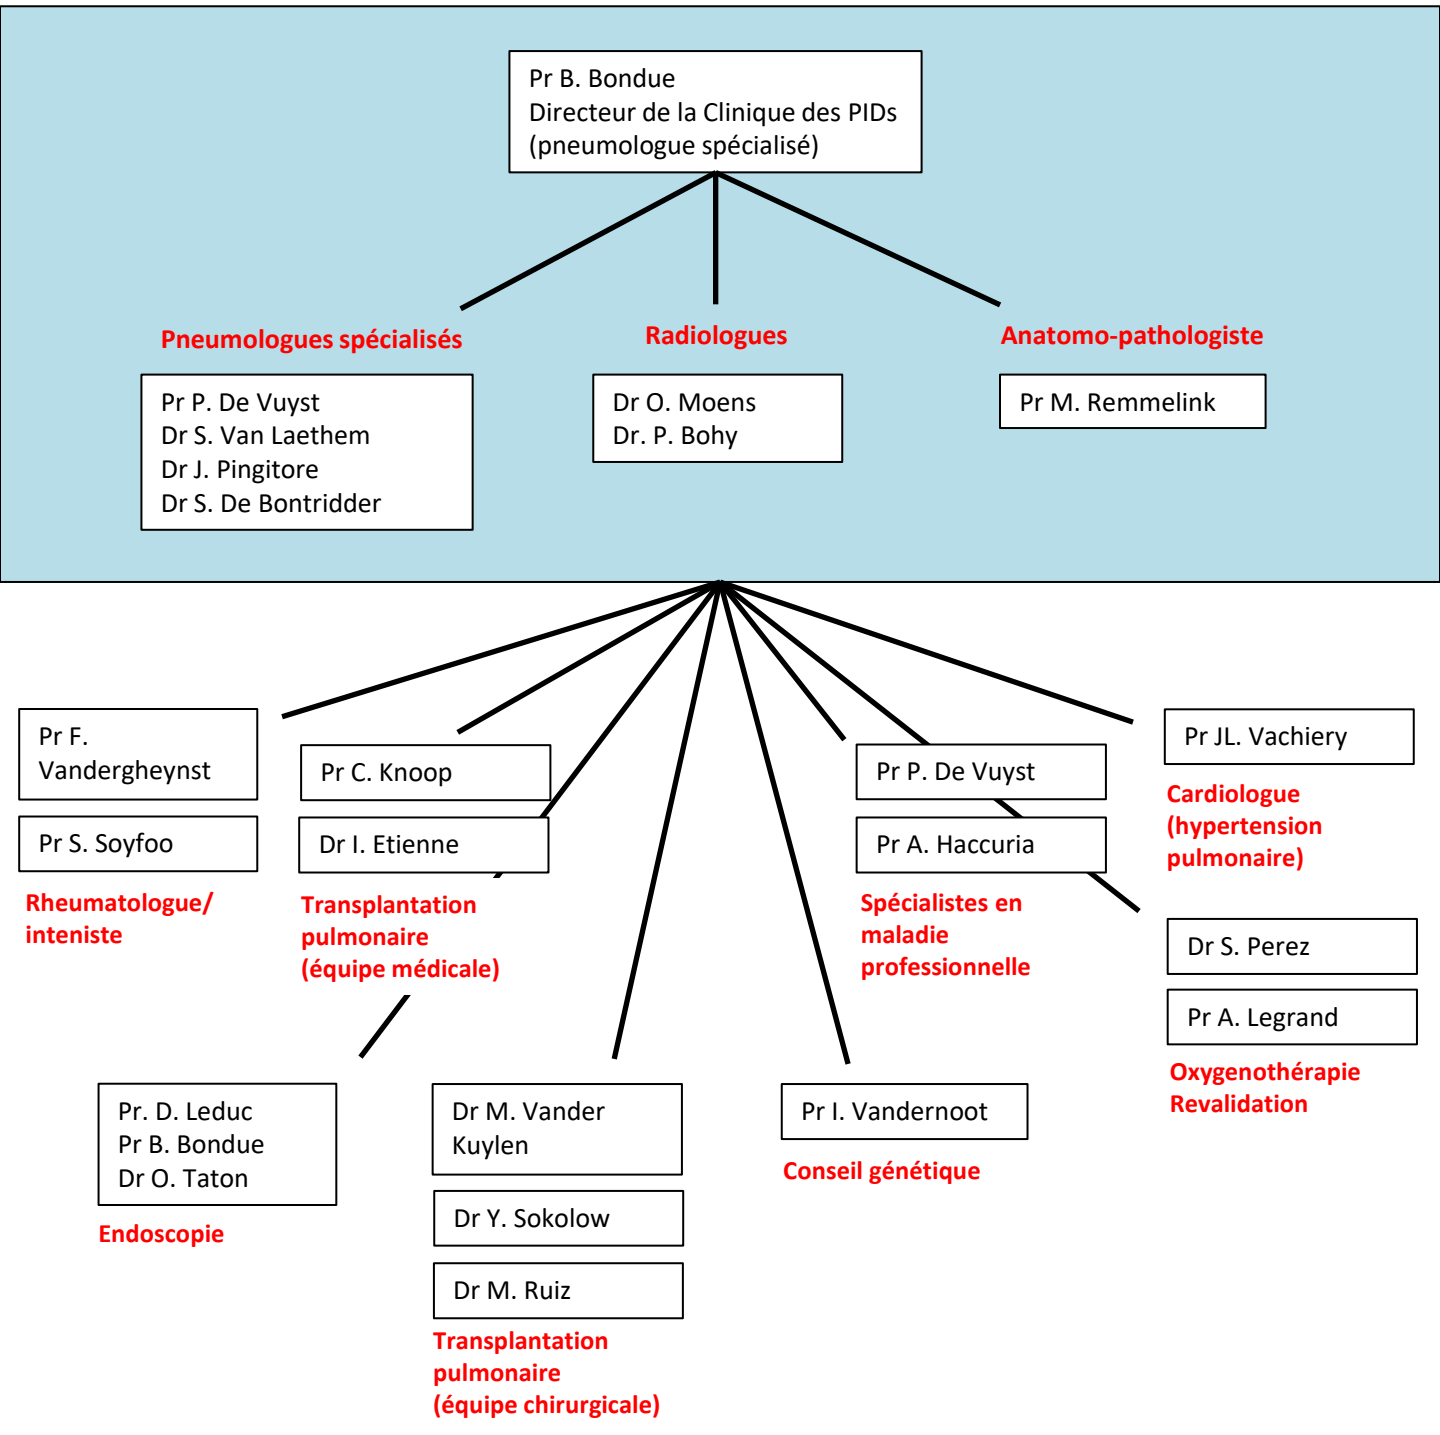 Pr B. Bondue
Directeur de la Clinique des PIDs
(pneumologue spécialisé)
Pneumologues spécialisés
Pr P. De Vuyst
Dr S. Van Laethem
Dr J. Pingitore
Dr S. De Bontridder
Radiologues
Dr O. Moens
Dr. P. Bohy
Anatomo-pathologiste
Pr M. Remmelink
Pr F.
Vandergheynst
Pr S. Soyfoo
Rheumatologue/
inteniste
Pr C. Knoop
Dr I. Etienne
Transplantation
pulmonaire
(équipe médicale)
Pr P. De Vuyst
Pr A. Haccuria
Spécialistes en
maladie
professionnelle
Pr JL. Vachiery
Cardiologue
(hypertension
pulmonaire)
Dr S. Perez
Pr A. Legrand
Oxygenothérapie
Revalidation
Pr. D. Leduc
Pr B. Bondue
Dr O. Taton
Endoscopie
Dr M. Vander
Kuylen
Dr Y. Sokolow
Dr M. Ruiz
Transplantation
pulmonaire
(équipe chirurgicale)
Pr I. Vandernoot
Conseil génétique